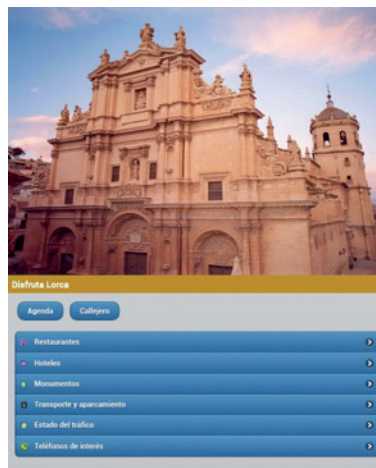 Disfruta Lorca
Agenda Callejero
Restaurantes
Hoteles
Monumentos
Transporte y aparcamiento
Estado del tráfico
Teléfonos de interés